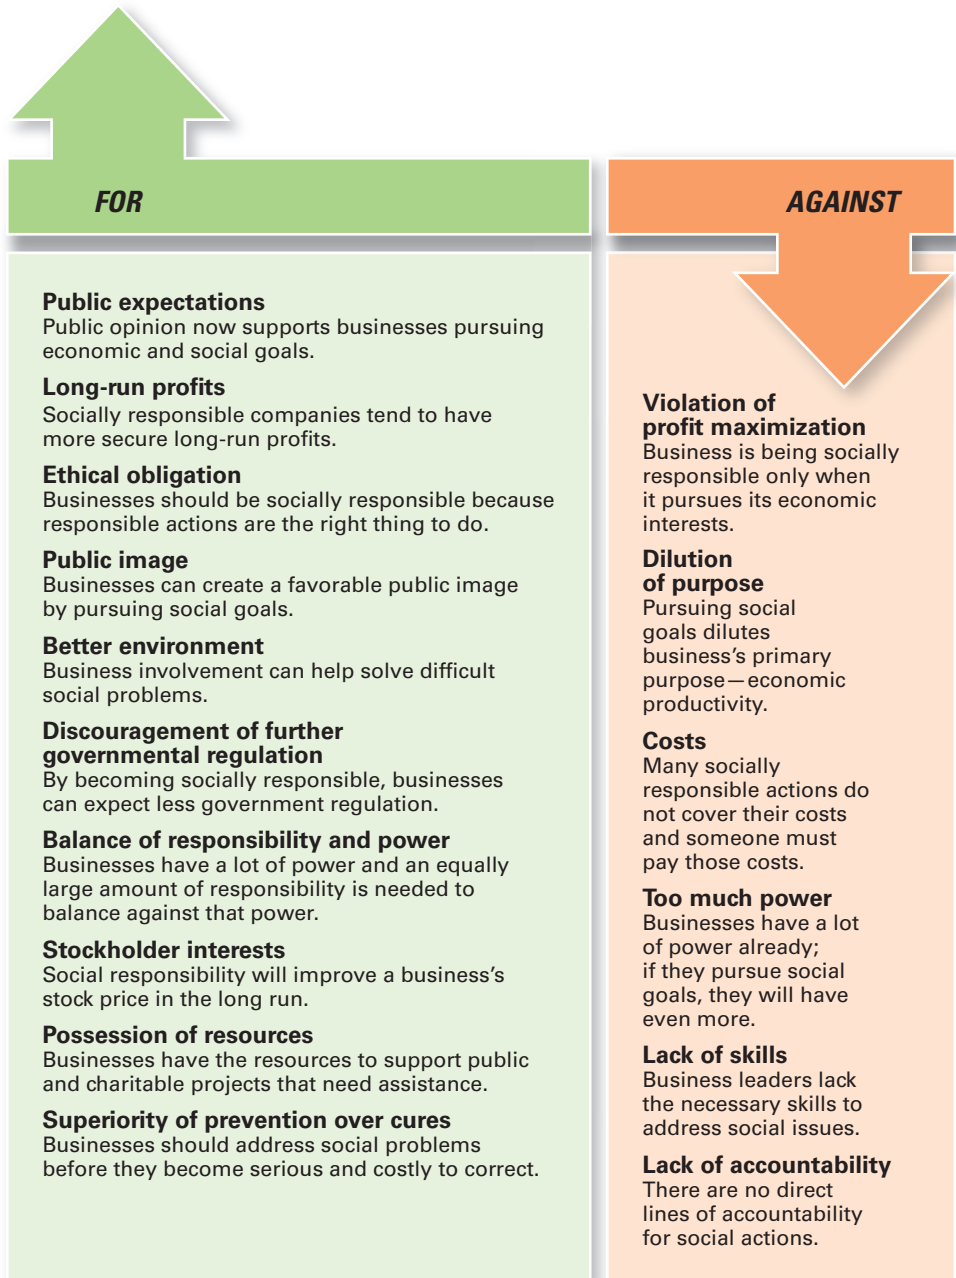 FOR
Public expectations
Public opinion now supports businesses pursuing
economic and social goals.
Long-run profits
Socially responsible companies tend to have
more secure long-run profits.
Ethical obligation
Businesses should be socially responsible because
responsible actions are the right thing to do.
Public image
Businesses can create a favorable public image
by pursuing social goals.
Better environment
Business involvement can help solve difficult
social problems.
Discouragement of further
governmental regulation
By becoming socially responsible, businesses
can expect less government regulation.
Balance of responsibility and power
Businesses have a lot of power and an equally
large amount of responsibility is needed to
balance against that power.
Stockholder interests
Social responsibility will improve a business's
stock price in the long run.
Possession of resources
Businesses have the resources to support public
and charitable projects that need assistance.
Superiority of prevention over cures
Businesses should address social problems
before they become serious and costly to correct.
AGAINST
Violation of
profit maximization
Business is being socially
responsible only when
it pursues its economic
interests.
Dilution
of purpose
Pursuing social
goals dilutes
business's primary
purpose—economic
productivity.
Costs
Many socially
responsible actions do
not cover their costs
and someone must
pay those costs.
Too much power
Businesses have a lot
of power already;
if they pursue social
goals, they will have
even more.
Lack of skills
Business leaders lack
the necessary skills to
address social issues.
Lack of accountability
There are no direct
lines of accountability
for social actions.